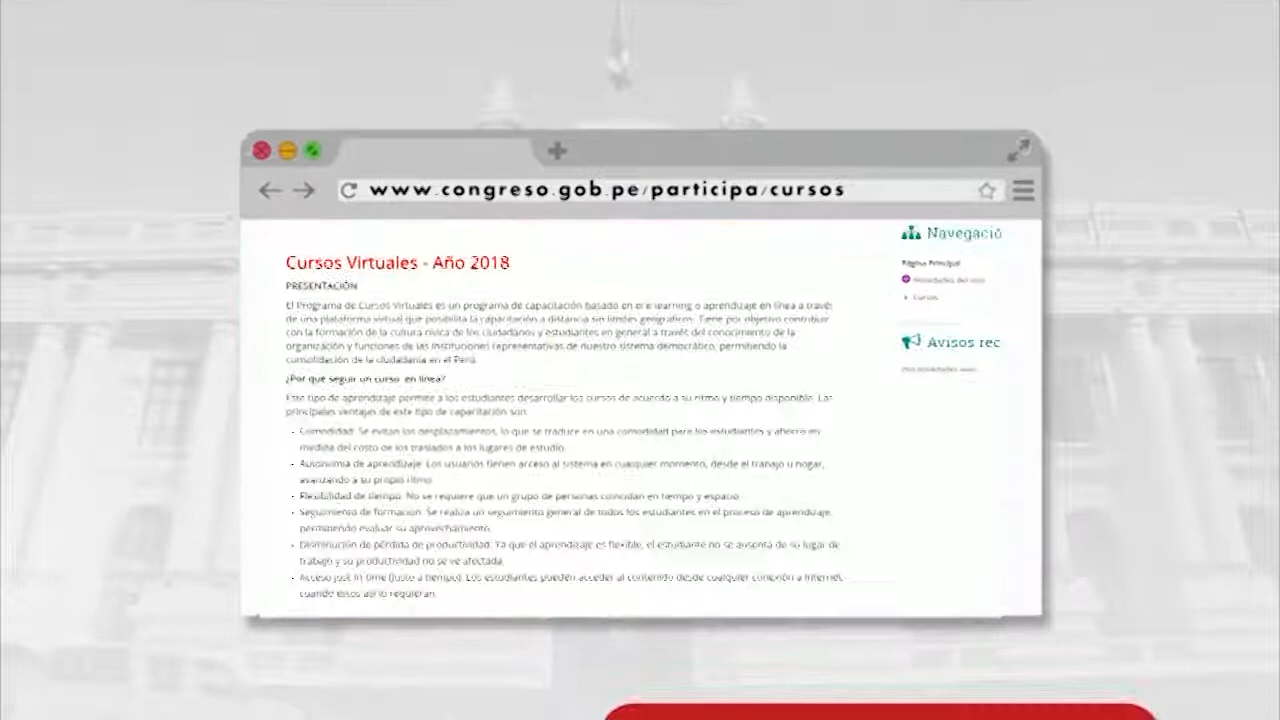 www.congreso.gob.pe/participa/cursos
Cursos Virtuales - Año 2018
PRESENTACIÓN
El Programa de Cursos Virtuales es un programa de capacitación basado en el e-learning o aprendizaje en línea a través
de una plataforma virtual que posibilita la capacitación a distancia sin límites geográficos. Tiene por objetivo contribuir
con la formación de la cultura cívica de los ciudadanos y estudiantes en general a través del conocimiento de la
organización y funciones de las instituciones representativas de nuestro sistema democrático, permitiendo la
consolidación de la ciudadanía en el Perú.
¿Por qué seguir un curso en línea?
Este tipo de aprendizaje permite a los estudiantes desarrollar los cursos de acuerdo a su ritmo y tiempo disponible. Las
principales ventajas de este tipo de capacitación son:
- Comodidad: Se evitan los desplazamientos, lo que se traduce en una comodidad para los estudiantes y ahorro en
medida del costo de los traslados a los lugares de estudio.
- Autonomía de aprendizaje: Los usuarios tienen acceso al sistema en cualquier momento, desde el trabajo u hogar,
avanzando a su propio ritmo.
- Flexibilidad de tiempo: No se requiere que un grupo de personas coincidan en tiempo y espacio.
- Seguimiento de formación: Se realiza un seguimiento general de todos los estudiantes en el proceso de aprendizaje,
permitiendo evaluar su aprovechamiento.
- Disminución de pérdida de productividad: Ya que el aprendizaje es flexible, el estudiante no se ausenta de su lugar de
trabajo y su productividad no se ve afectada.
- Acceso just in time (justo a tiempo): Los estudiantes pueden acceder al contenido desde cualquier conexión a Internet,
cuando éstos así lo requieran.
Navegació
Página Principal
Novedades del sitio
Cursos
Avisos rec